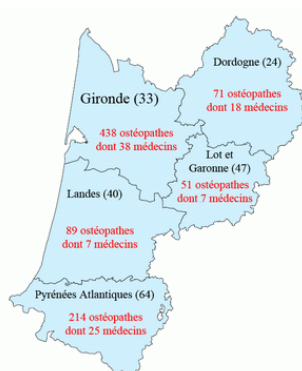 Dordogne (24)
71 ostéopathes
dont 18 médecins
Gironde (33)
438 ostéopathes
dont 38 médecins
Lot et
Garonne (47)
51 ostéopathes
dont 7 médecins
Landes (40)
89 ostéopathes
dont 7 médecins
Pyrénées Atlantiques (64)
214 ostéopathes
dont 25 médecins